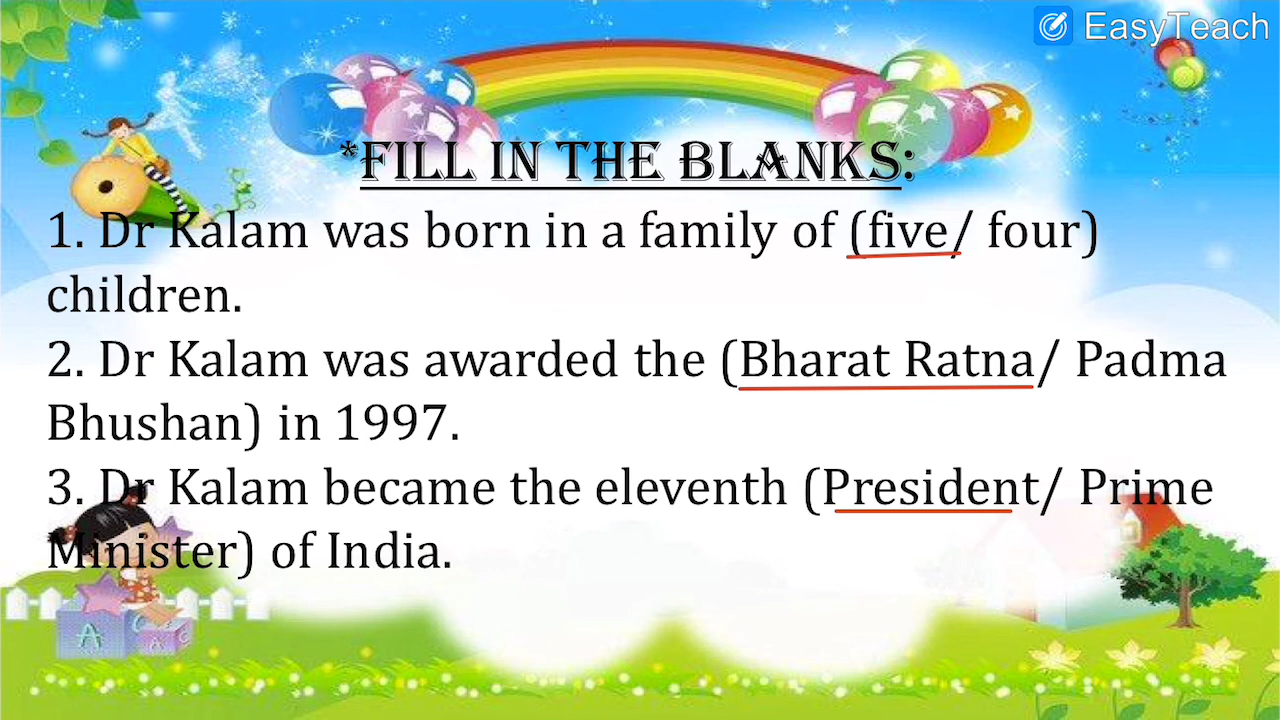 EasyTeach
*FILL IN THE BLANKS:
1. Dr Kalam was born in a family of (five/ four)
children.
2. Dr Kalam was awarded the (Bharat Ratna/ Padma
Bhushan) in 1997.
3. Dr Kalam became the eleventh (President/ Prime
Minister) of India.
A
C
A
C